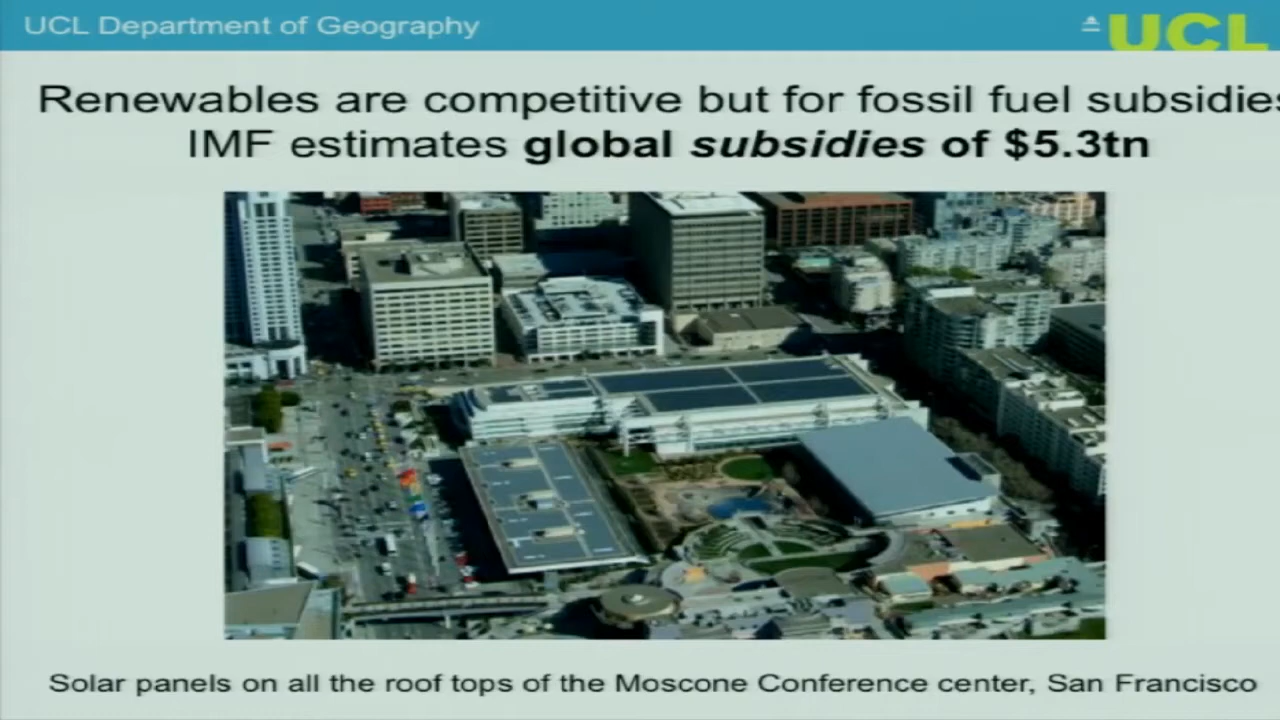 UCL Department of Geography
UCL
Renewables are competitive but for fossil fuel subsidies
IMF estimates global subsidies of $5.3tn
Solar panels on all the roof tops of the Moscone Conference center, San Francisco